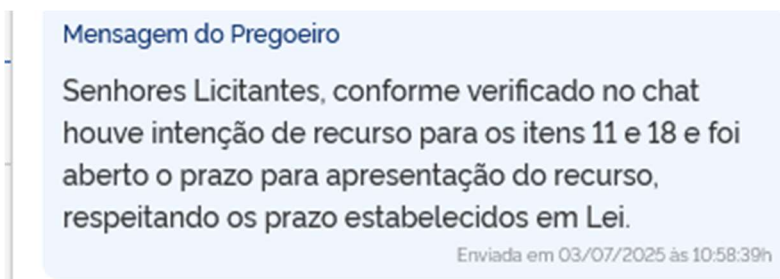 Mensagem do Pregoeiro
Senhores Licitantes, conforme verificado no chat
houve intenção de recurso para os itens 11 e 18 e foi
aberto o prazo para apresentação do recurso,
respeitando os prazo estabelecidos em Lei.
Enviada em 03/07/2025 às 10:58:39h